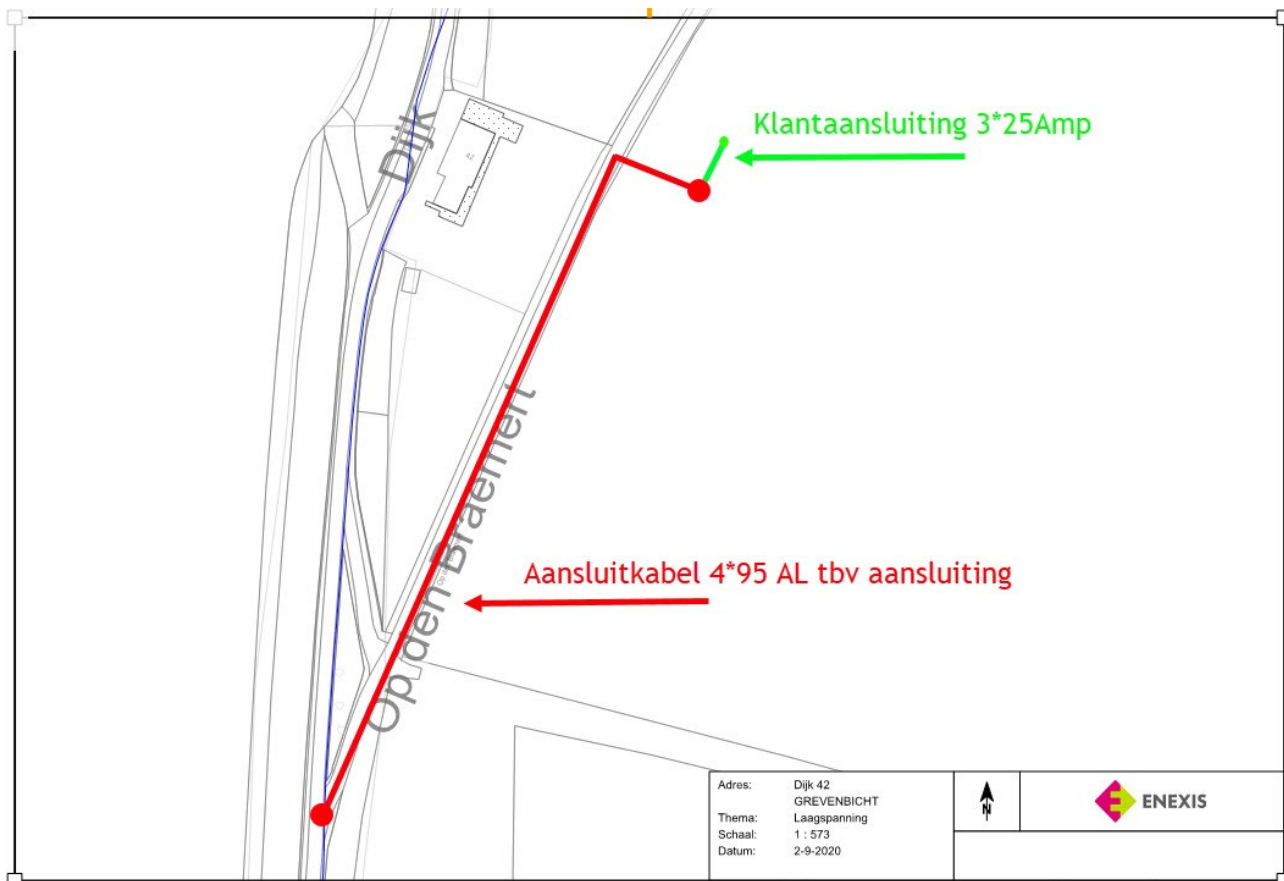 Klantaansluiting 3*25Amp
Dijk
42
Op den Braemert
Aansluitkabel 4*95 AL tbv aansluiting
Adres: Dijk 42
GREVENBICHT
Thema: Laagspanning
Schaal: 1 : 573
Datum: 2-9-2020
N
ENEXIS